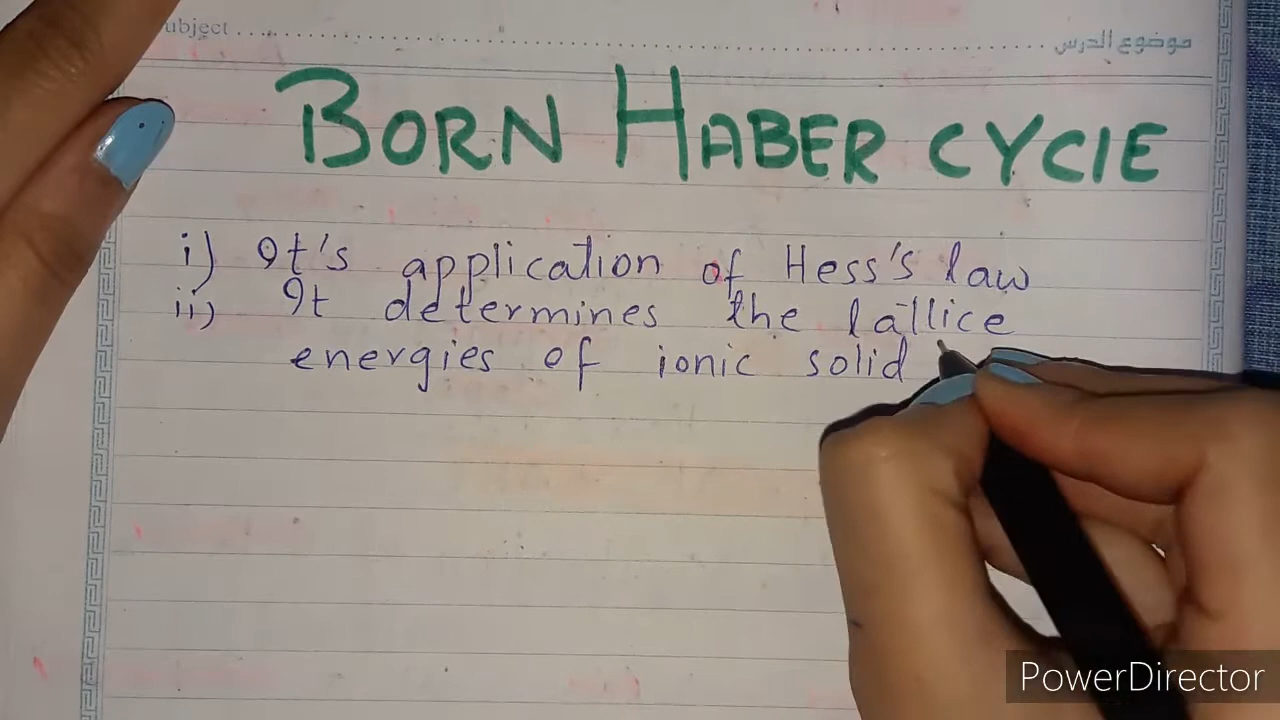 ubject موضوع الدرس
BORN HABER CYCLE
i) It's application of Hess's law
ii) It determines the lattice
energies of ionic solid
PowerDirector